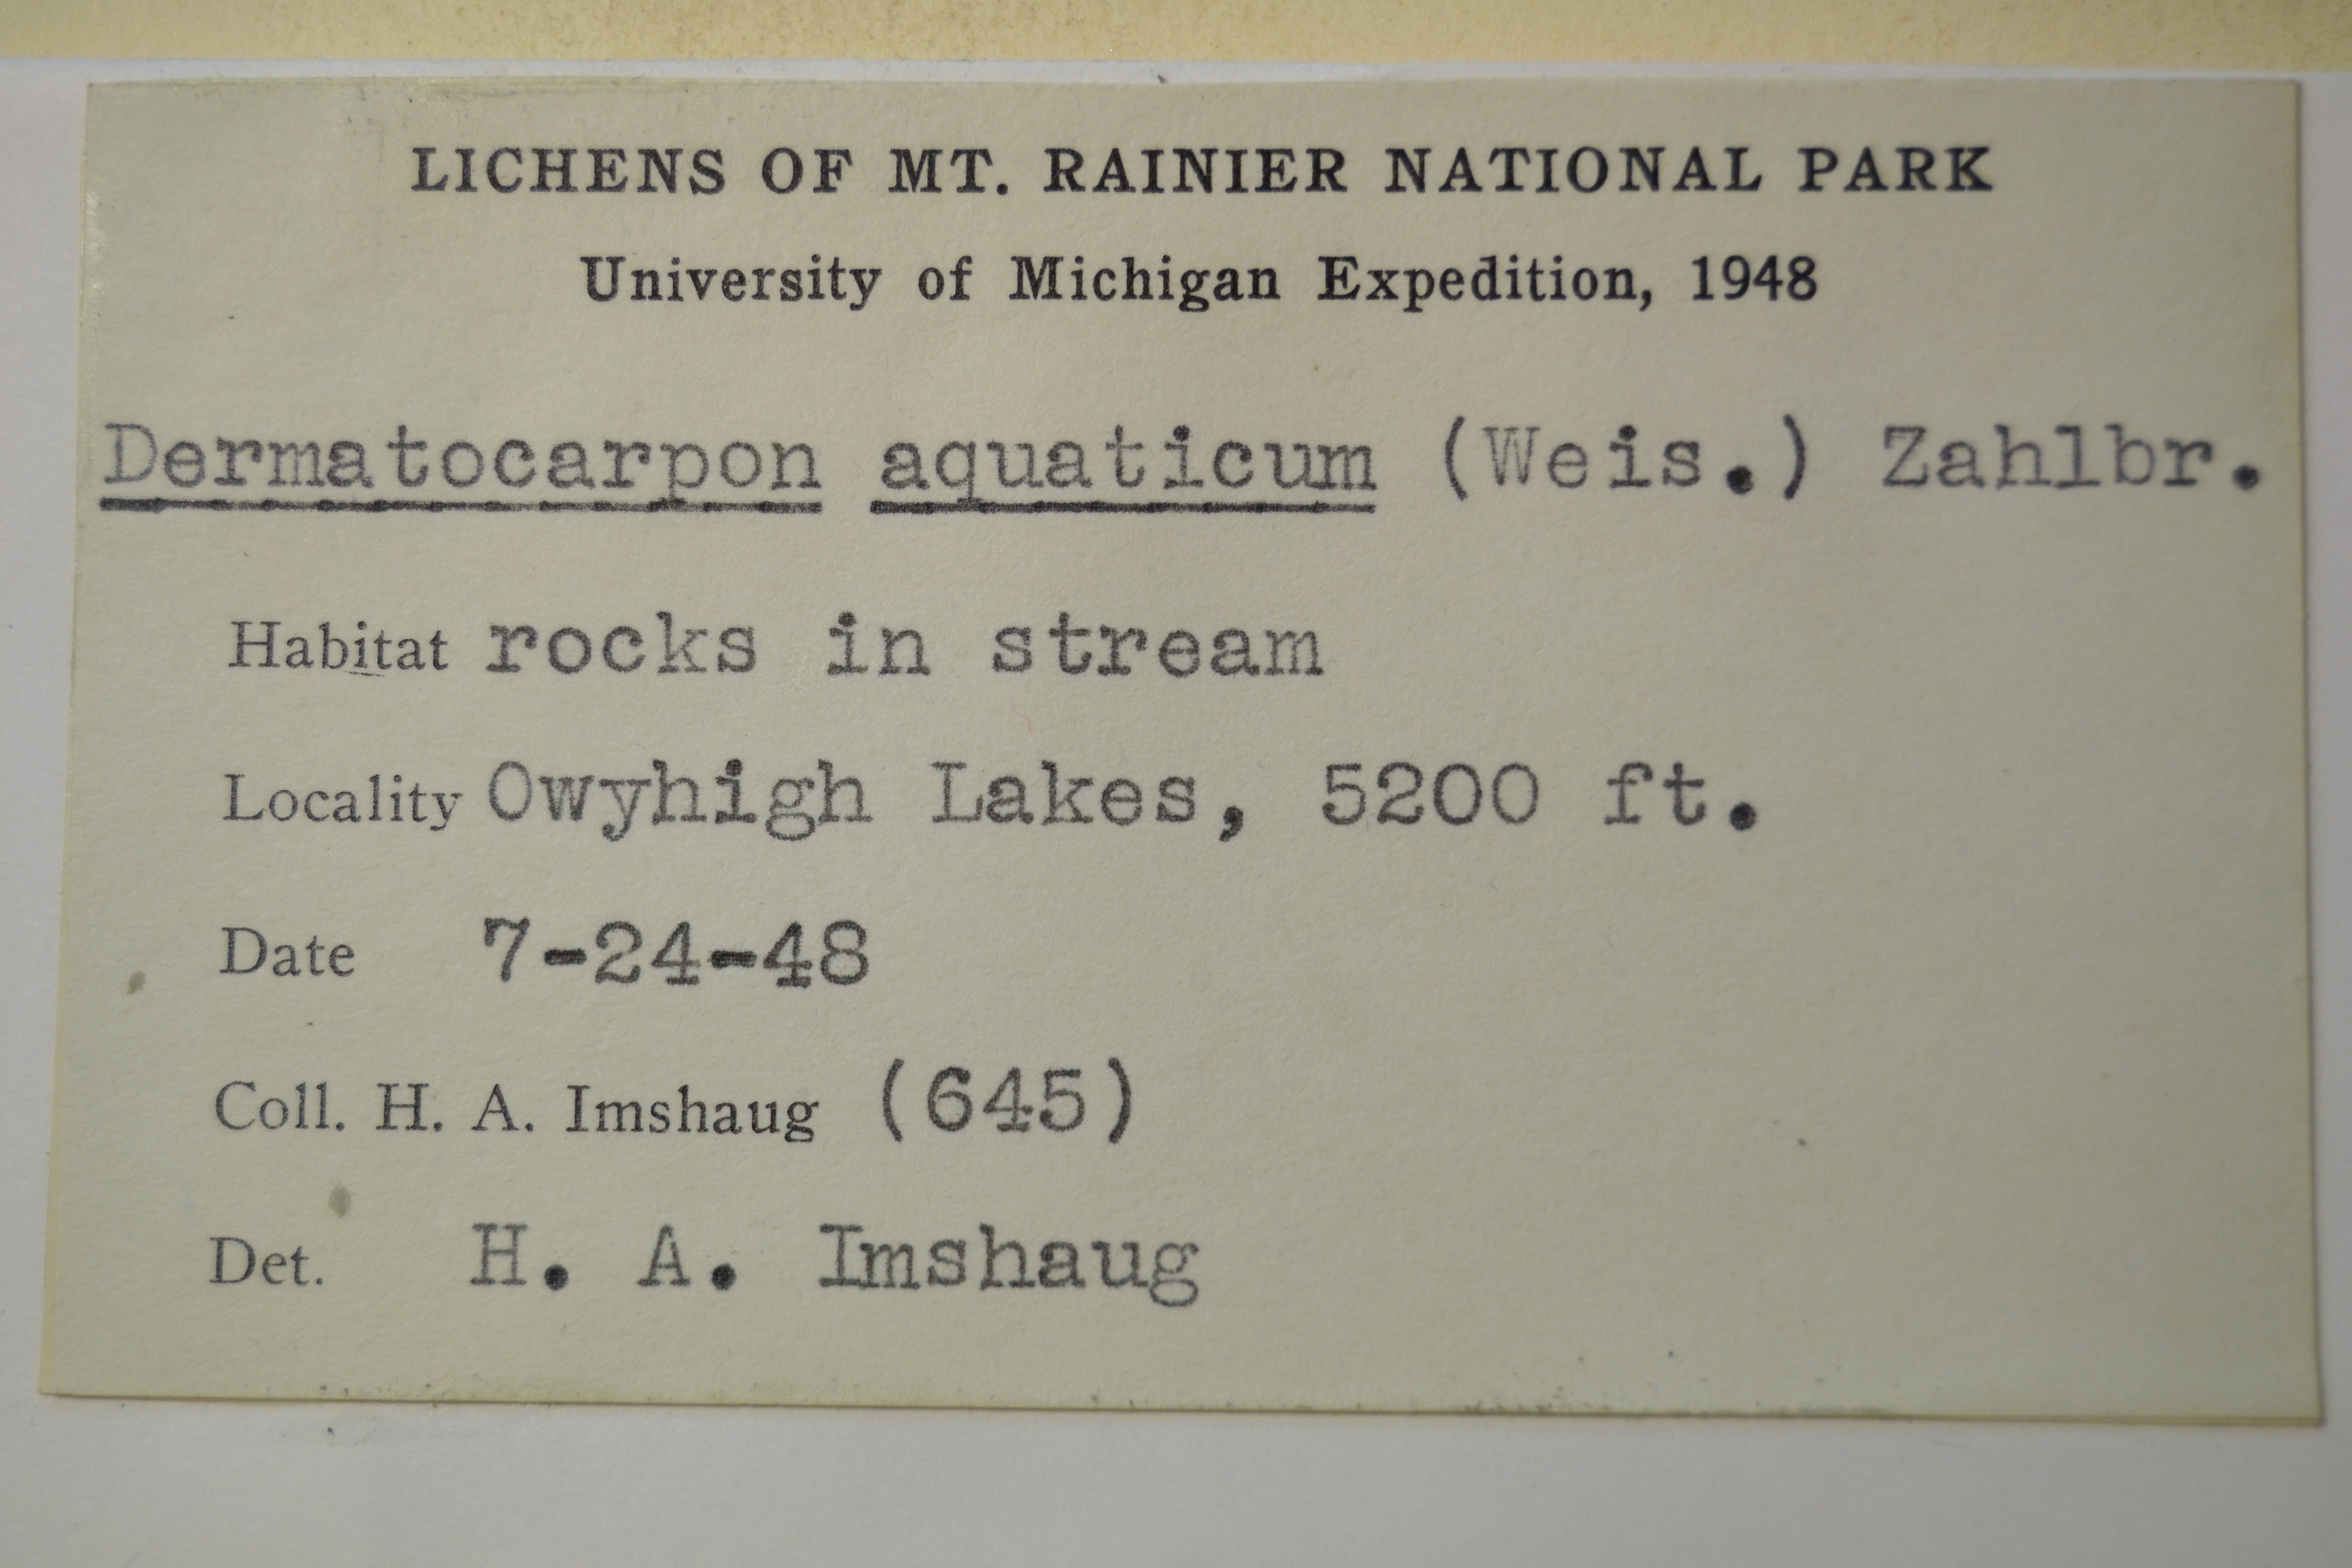 LICHENS OF MT. RAINIER NATIONAL PARK
University of Michigan Expedition, 1948
Dermatocarpon aquaticum (Weis.) Zahlbr.
Habitat rocks in stream
Locality Owyhigh Lakes, 5200 ft.
Date 7-24-48
Coll. H. A. Imshaug (645)
Det. H. A. Imshaug